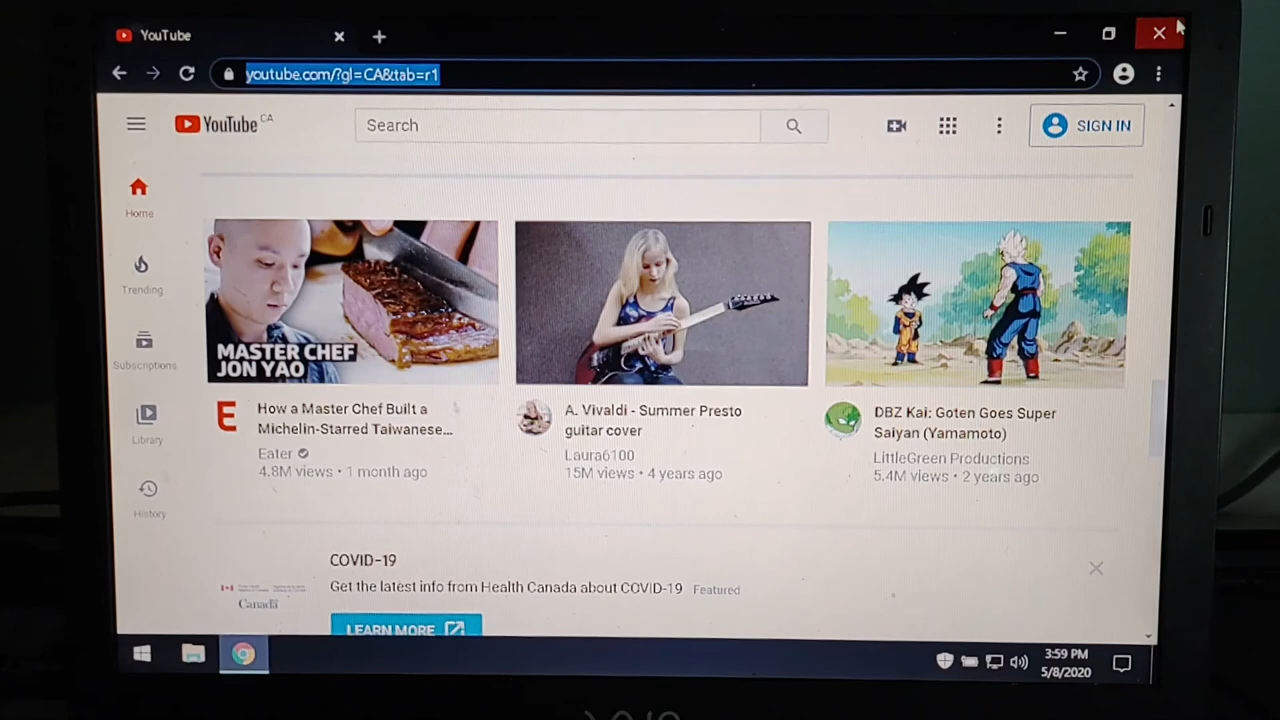 YouTube
youtube.com/?gl=CA&tab=r1
YouTube CA
Search
SIGN IN
Home
Trending
Subscriptions
Library
History
MASTER CHEF
JON YAO
E
How a Master Chef Built a
Michelin-Starred Taiwanese...
Eater
4.8M views • 1 month ago
A. Vivaldi - Summer Presto
guitar cover
Laura6100
15M views • 4 years ago
DBZ Kai: Goten Goes Super
Saiyan (Yamamoto)
LittleGreen Productions
5.4M views • 2 years ago
COVID-19
Get the latest info from Health Canada about COVID-19 Featured
Canada
LEARN MORE
3:59 PM
5/8/2020